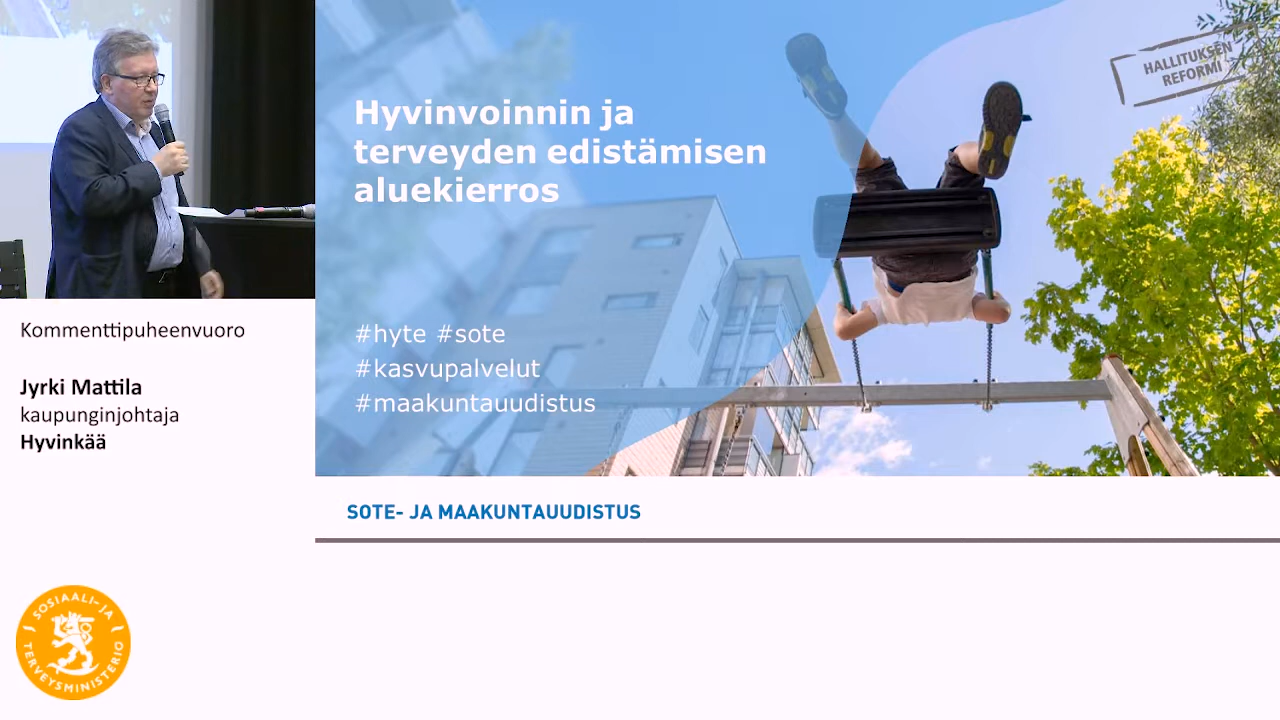 Hyvinvoinnin ja
terveyden edistämisen
aluekierros
HALLITUKSEN
REFORMI
#hyte #sote
#kasvupalvelut
#maakuntauudistus
SOTE- JA MAAKUNTAUUDISTUS
Kommenttipuheenvuoro
Jyrki Mattila
kaupunginjohtaja
Hyvinkää
SOSIAALI- JA
TERVEYSMINISTERIÖ